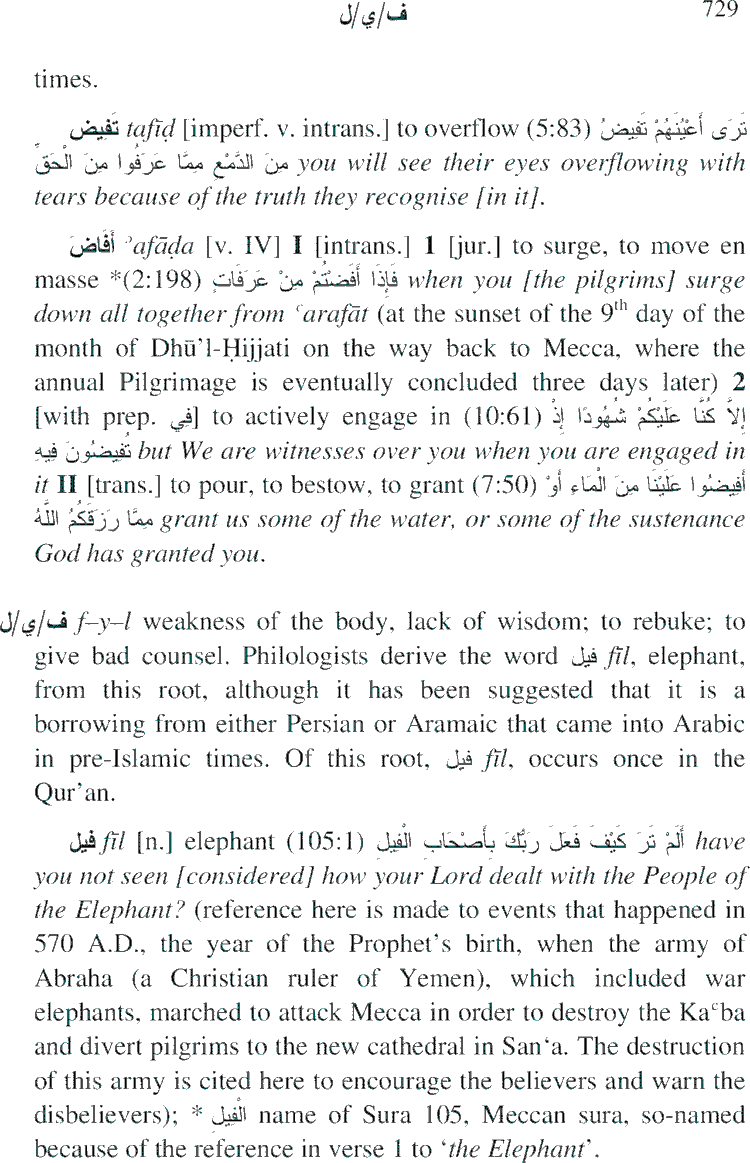 ف/ي/ل 729
times.
تَفِيض tafīḍ [imperf. v. intrans.] to overflow (5:83) تَرَى أَعْيُنَهُمْ تَفِيضُ
مِنَ الدَّمْعِ مِمَّا عَرَفُوا مِنَ الْحَقِّ you will see their eyes overflowing with
tears because of the truth they recognise [in it].
أَفَاضَ ʾafāḍa [v. IV] I [intrans.] 1 [jur.] to surge, to move en
masse *(2:198) فَإِذَا أَفَضْتُمْ مِنْ عَرَفَاتٍ when you [the pilgrims] surge
down all together from ʿarafāt (at the sunset of the 9th day of the
month of Dhū’l-Ḥijjati on the way back to Mecca, where the
annual Pilgrimage is eventually concluded three days later) 2
[with prep. فِي] to actively engage in (10:61) إِلاَّ كُنَّا عَلَيْكُمْ شُهُودًا إِذْ
تُفِيضُونَ فِيهِ but We are witnesses over you when you are engaged in
it II [trans.] to pour, to bestow, to grant (7:50) أَفِيضُوا عَلَيْنَا مِنَ الْمَاءِ أَوْ
مِمَّا رَزَقَكُمُ اللَّهُ grant us some of the water, or some of the sustenance
God has granted you.
ف/ي/ل f–y–l weakness of the body, lack of wisdom; to rebuke; to
give bad counsel. Philologists derive the word فيل fīl, elephant,
from this root, although it has been suggested that it is a
borrowing from either Persian or Aramaic that came into Arabic
in pre-Islamic times. Of this root, فيل fīl, occurs once in the
Qur’an.
فيل fīl [n.] elephant (105:1) أَلَمْ تَرَ كَيْفَ فَعَلَ رَبُّكَ بِأَصْحَابِ الْفِيلِ have
you not seen [considered] how your Lord dealt with the People of
the Elephant? (reference here is made to events that happened in
570 A.D., the year of the Prophet’s birth, when the army of
Abraha (a Christian ruler of Yemen), which included war
elephants, marched to attack Mecca in order to destroy the Kaʿba
and divert pilgrims to the new cathedral in San‘a. The destruction
of this army is cited here to encourage the believers and warn the
disbelievers); * الْفِيل name of Sura 105, Meccan sura, so-named
because of the reference in verse 1 to ‘the Elephant’.